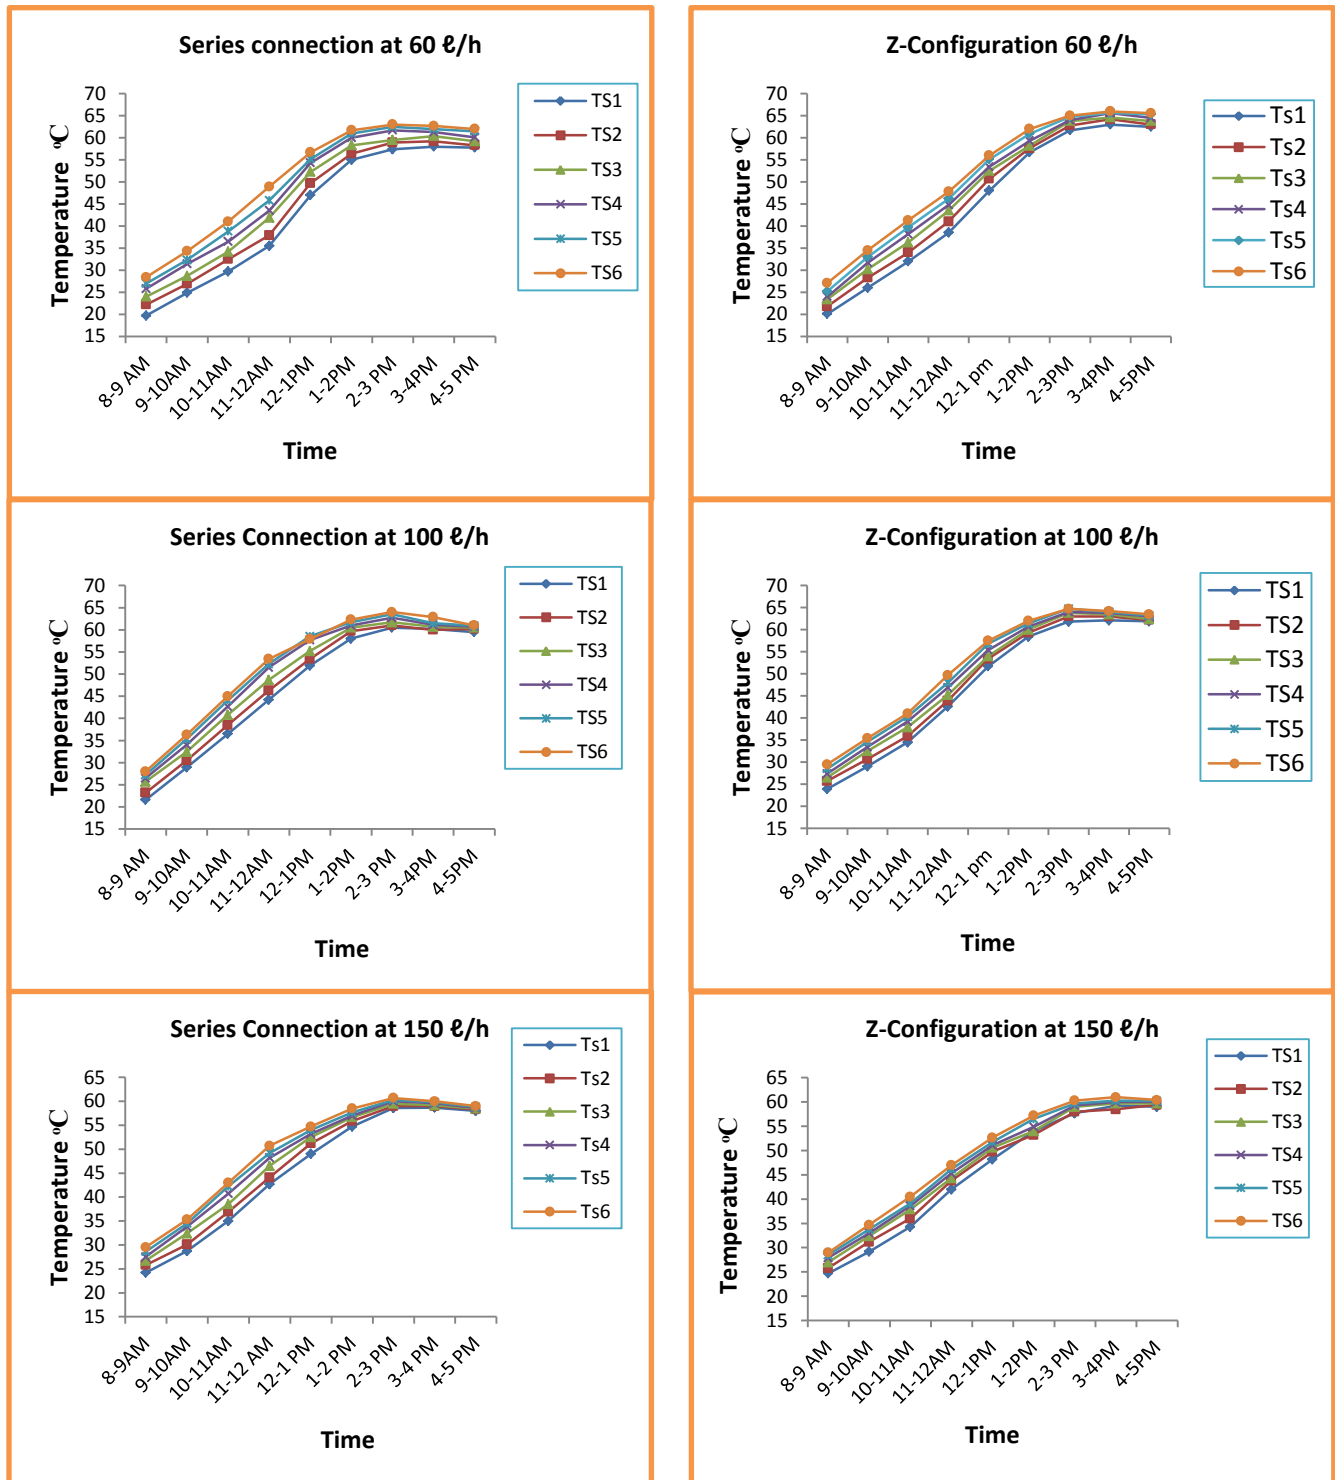 Series connection at 60 ℓ/h
Temperature °C
70
65
60
55
50
45
40
35
30
25
20
15
8-9 AM
9-10AM
10-11AM
11-12AM
12-1PM
1-2PM
2-3 PM
3-4PM
4-5 PM
Time
TS1
TS2
TS3
TS4
TS5
TS6
Z-Configuration 60 ℓ/h
Temperature °C
70
65
60
55
50
45
40
35
30
25
20
15
8-9 AM
9-10AM
10-11AM
11-12AM
12-1 pm
1-2PM
2-3PM
3-4PM
4-5PM
Time
Ts1
Ts2
Ts3
Ts4
Ts5
Ts6
Series Connection at 100 ℓ/h
Temperature °C
70
65
60
55
50
45
40
35
30
25
20
15
8-9 AM
9-10AM
10-11AM
11-12AM
12-1PM
1-2PM
2-3 PM
3-4PM
4-5PM
Time
TS1
TS2
TS3
TS4
TS5
TS6
Z-Configuration at 100 ℓ/h
Temperature °C
70
65
60
55
50
45
40
35
30
25
20
15
8-9 AM
9-10AM
10-11AM
11-12AM
12-1 pm
1-2PM
2-3PM
3-4PM
4-5PM
Time
TS1
TS2
TS3
TS4
TS5
TS6
Series Connection at 150 ℓ/h
Temperature °C
65
60
55
50
45
40
35
30
25
20
15
8-9AM
9-10AM
10-11AM
11-12 AM
12-1 PM
1-2 PM
2-3 PM
3-4 PM
4-5 PM
Time
Ts1
Ts2
Ts3
Ts4
Ts5
Ts6
Z-Configuration at 150 ℓ/h
Temperature °C
65
60
55
50
45
40
35
30
25
20
15
8-9 AM
9-10AM
10-11AM
11-12AM
12-1PM
1-2PM
2-3 PM
3-4PM
4-5PM
Time
TS1
TS2
TS3
TS4
TS5
TS6